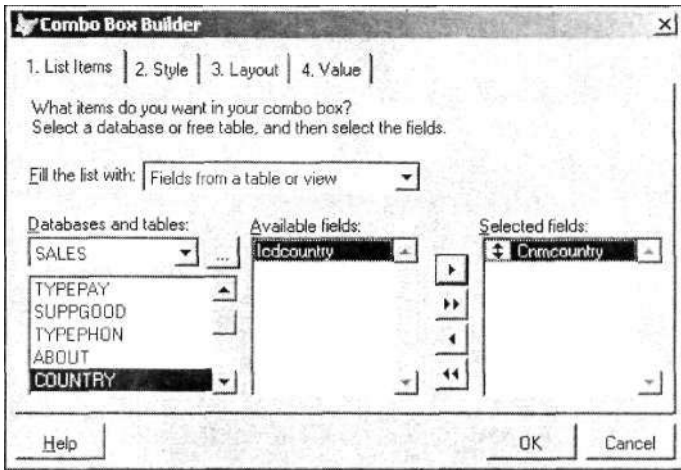 Combo Box Builder
1. List Items 2. Style 3. Layout 4. Value
What items do you want in your combo box?
Select a database or free table, and then select the fields.
Fill the list with: Fields from a table or view
Databases and tables: Available fields: Selected fields:
SALES ... Icdcountry Cnmcountry
TYPEPAY
SUPPGOOD
TYPEPHON
ABOUT
COUNTRY
Help OK Cancel